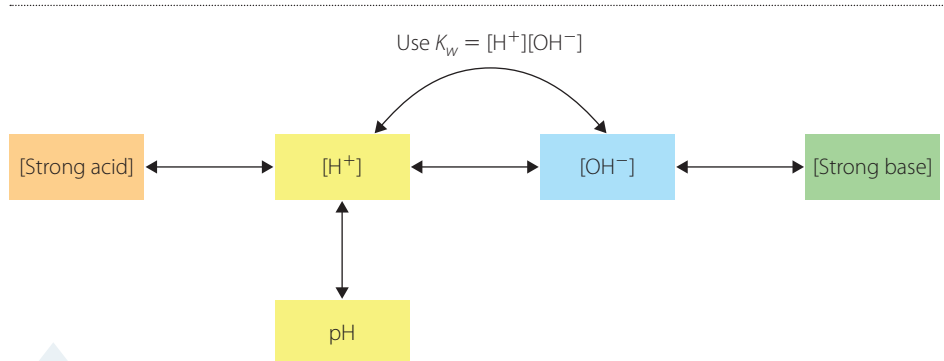 Use K_w = [H⁺][OH⁻]
[Strong acid]
[H⁺]
[OH⁻]
[Strong base]
pH